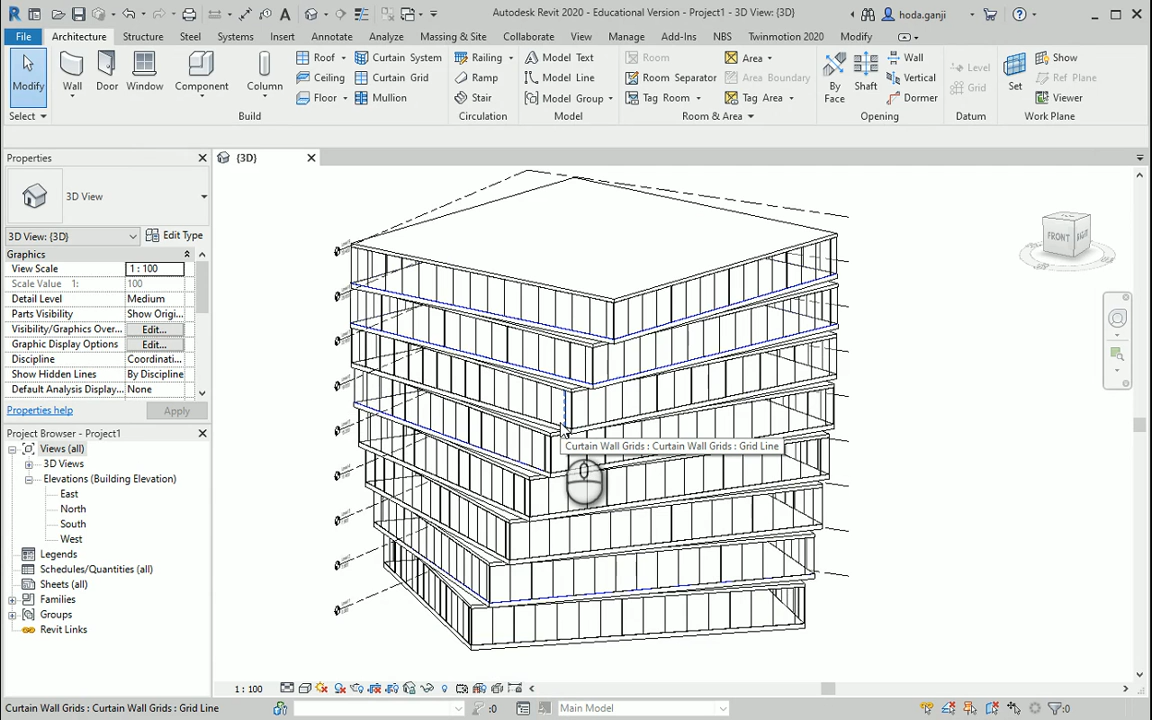 Autodesk Revit 2020 - Educational Version - Project1 - 3D View: {3D}
hoda.ganji
File Architecture Structure Steel Systems Insert Annotate Analyze Massing & Site Collaborate View Manage Add-Ins NBS Twinmotion 2020 Modify
Modify Wall Door Window Component Column
Roof Curtain System
Ceiling Curtain Grid
Floor Mullion
Railing Model Text
Ramp Model Line
Stair Model Group
Room Area
Room Separator Area Boundary
Tag Room Tag Area
By Face Shaft
Wall
Vertical
Dormer
Level
Grid
Set
Show
Ref Plane
Viewer
Select Build Circulation Model Room & Area Opening Datum Work Plane
Properties
{3D}
3D View
3D View: {3D} Edit Type
Graphics
View Scale 1 : 100
Scale Value 1: 100
Detail Level Medium
Parts Visibility Show Origi...
Visibility/Graphics Over... Edit...
Graphic Display Options Edit...
Discipline Coordinati...
Show Hidden Lines By Discipline
Default Analysis Display... None
Properties help Apply
Project Browser - Project1
Views (all)
3D Views
Elevations (Building Elevation)
East
North
South
West
Legends
Schedules/Quantities (all)
Sheets (all)
Families
Groups
Revit Links
FRONT RIGHT
Curtain Wall Grids : Curtain Wall Grids : Grid Line
1 : 100
Curtain Wall Grids : Curtain Wall Grids : Grid Line
:0
Main Model
:0